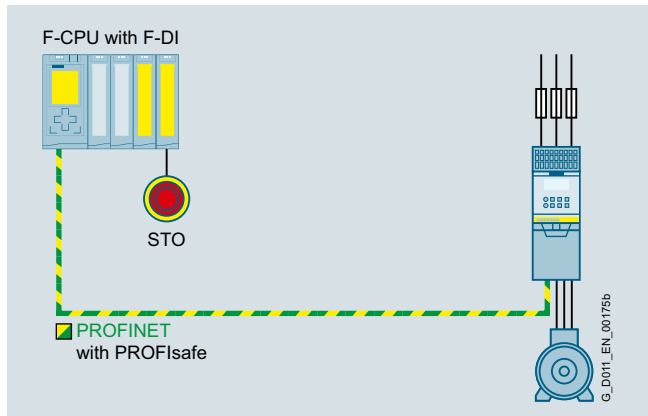 F-CPU with F-DI
STO
PROFINET
with PROFIsafe
G_D011_EN_00175b